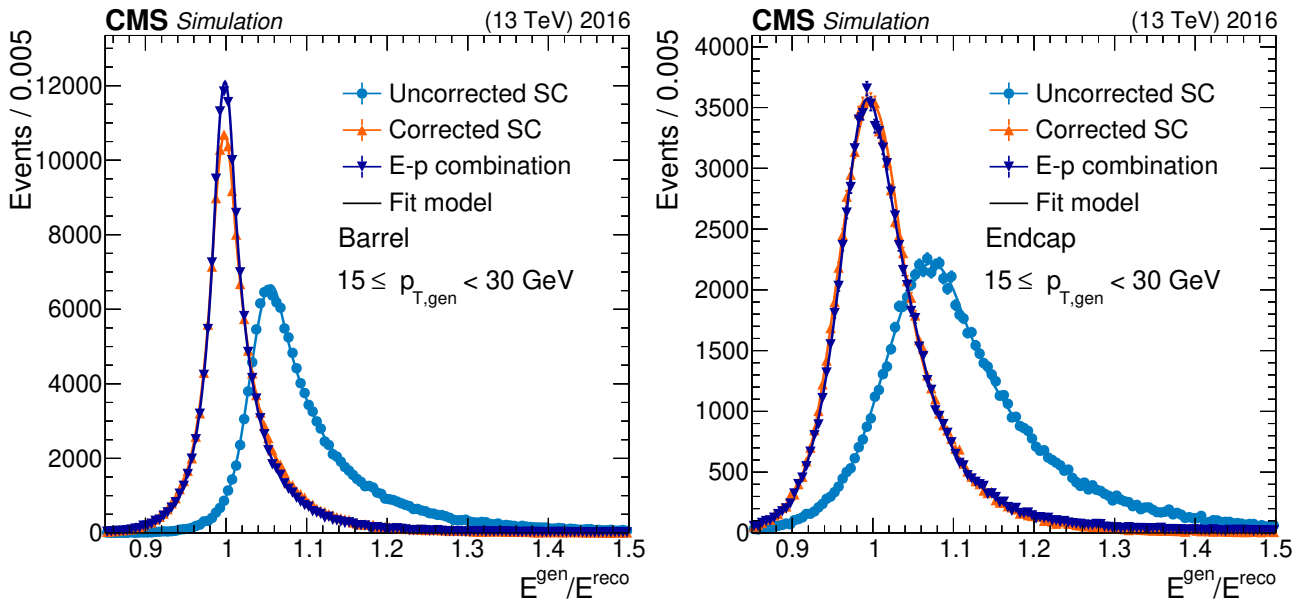 CMS Simulation (13 TeV) 2016
Events / 0.005
12000
10000
8000
6000
4000
2000
0
Uncorrected SC
Corrected SC
E-p combination
Fit model
Barrel
15 ≤ p_T,gen < 30 GeV
0.9 1 1.1 1.2 1.3 1.4 1.5
E^gen/E^reco
CMS Simulation (13 TeV) 2016
Events / 0.005
4000
3500
3000
2500
2000
1500
1000
500
0
Uncorrected SC
Corrected SC
E-p combination
Fit model
Endcap
15 ≤ p_T,gen < 30 GeV
0.9 1 1.1 1.2 1.3 1.4 1.5
E^gen/E^reco